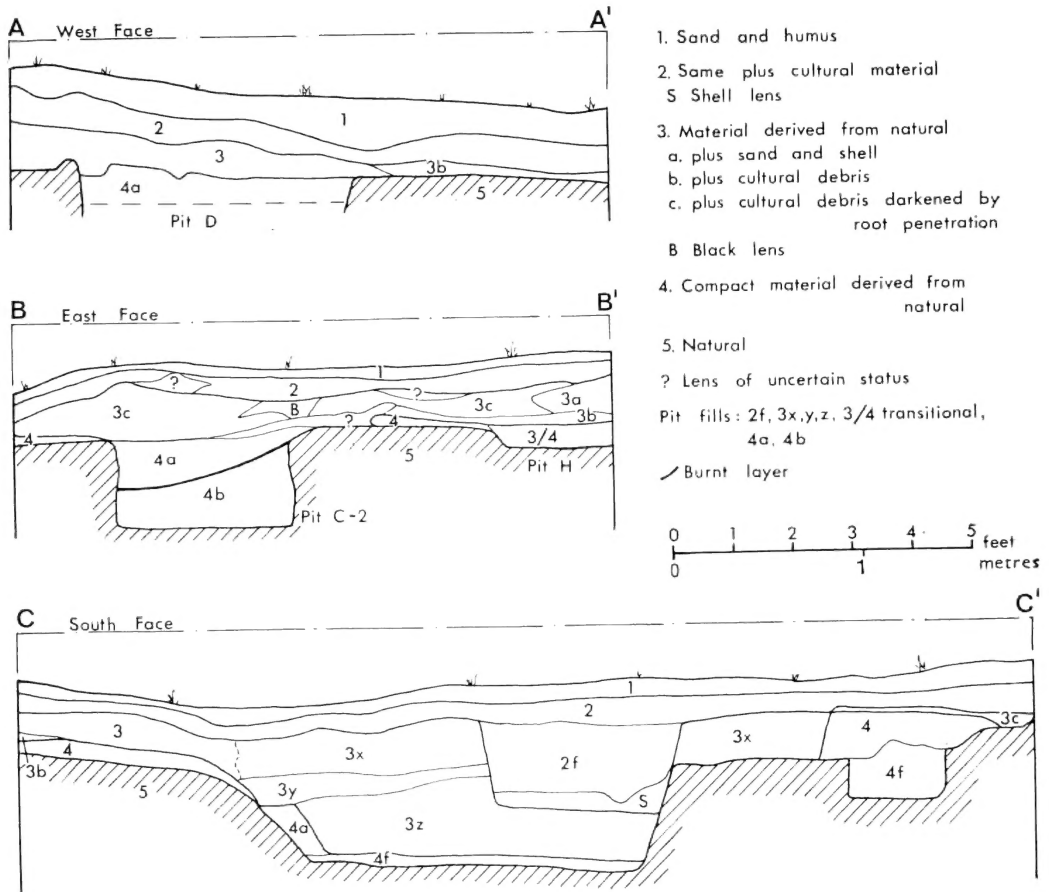 A A'
West Face
1
2
3
3b
4a
5
Pit D
B B'
East Face
1
?
2
?
3c
B
3c
3a
3b
?
4
4
3/4
4a
5
Pit H
4b
Pit C-2
1. Sand and humus
2. Same plus cultural material
S Shell lens
3. Material derived from natural
a. plus sand and shell
b. plus cultural debris
c. plus cultural debris darkened by
root penetration
B Black lens
4. Compact material derived from
natural
5. Natural
? Lens of uncertain status
Pit fills: 2f, 3x,y,z, 3/4 transitional,
4a, 4b
Burnt layer
0 1 2 3 4 5 feet
0 1 metres
C C'
South Face
1
2
3
3c
4
3x
3x
4
2f
3b
4f
5
3y
S
4a
3z
4f